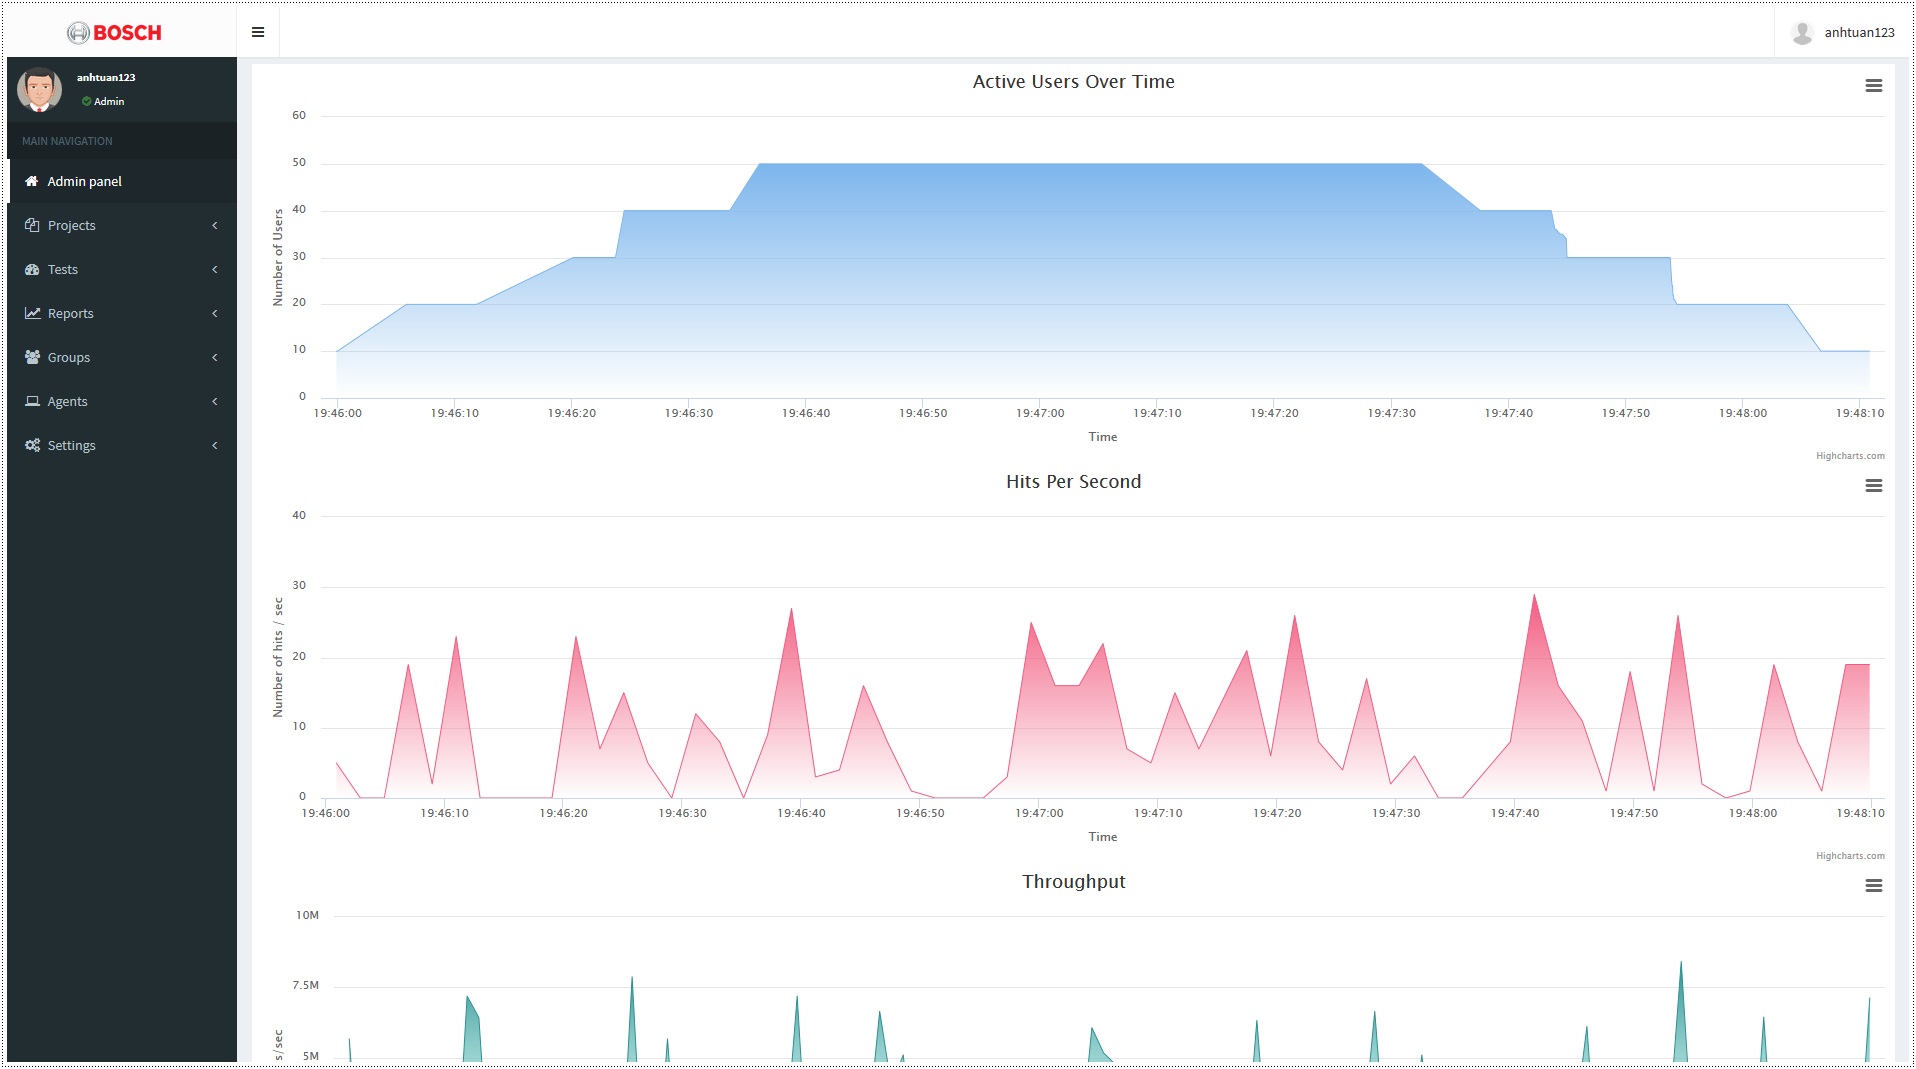 BOSCH
anhtuan123
anhtuan123
Admin
MAIN NAVIGATION
Admin panel
Projects
Tests
Reports
Groups
Agents
Settings
Active Users Over Time
Number of Users
60
50
40
30
20
10
0
19:46:00 19:46:10 19:46:20 19:46:30 19:46:40 19:46:50 19:47:00 19:47:10 19:47:20 19:47:30 19:47:40 19:47:50 19:48:00 19:48:10
Time
Highcharts.com
Hits Per Second
Number of hits / sec
40
30
20
10
0
19:46:00 19:46:10 19:46:20 19:46:30 19:46:40 19:46:50 19:47:00 19:47:10 19:47:20 19:47:30 19:47:40 19:47:50 19:48:00 19:48:10
Time
Highcharts.com
Throughput
10M
7.5M
5M
s/sec